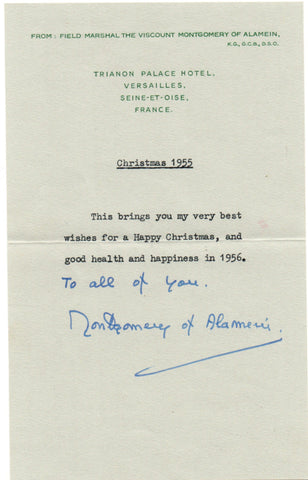 FROM: FIELD MARSHAL THE VISCOUNT MONTGOMERY OF ALAMEIN,
K.G., G.C.B., D.S.O.
TRIANON PALACE HOTEL,
VERSAILLES,
SEINE-ET-OISE,
FRANCE.
Christmas 1955
This brings you my very best
wishes for a Happy Christmas, and
good health and happiness in 1956.
To all of you.
Montgomery of Alamein.